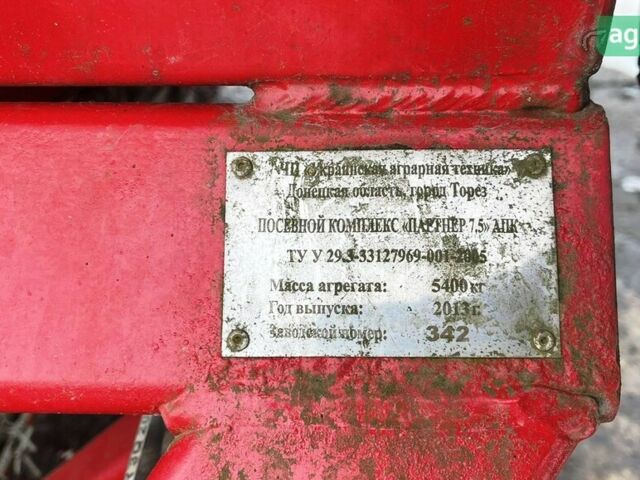 ag
ЧП «Украинская аграрная техника»
Донецкая область, город Торез
ПОСЕВНОЙ КОМПЛЕКС «ПАРТНЕР 7,5» АПК
ТУ У 29.3-33127969-001-2005
Масса агрегата: 5400 кг
Год выпуска: 2013 г.
Заводской номер: 342